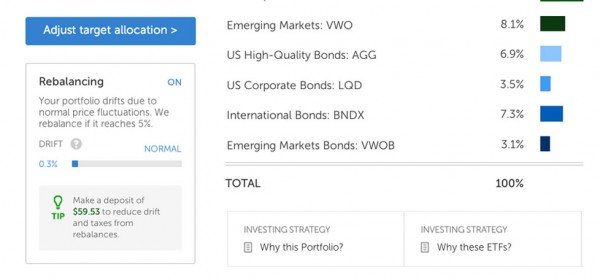 Adjust target allocation >
Rebalancing ON
Your portfolio drifts due to
normal price fluctuations. We
rebalance if it reaches 5%.
DRIFT ? NORMAL
0.3%
TIP
Make a deposit of
$59.53 to reduce drift
and taxes from
rebalances.
Emerging Markets: VWO 8.1%
US High-Quality Bonds: AGG 6.9%
US Corporate Bonds: LQD 3.5%
International Bonds: BNDX 7.3%
Emerging Markets Bonds: VWOB 3.1%
TOTAL 100%
INVESTING STRATEGY
Why this Portfolio?
INVESTING STRATEGY
Why these ETFs?